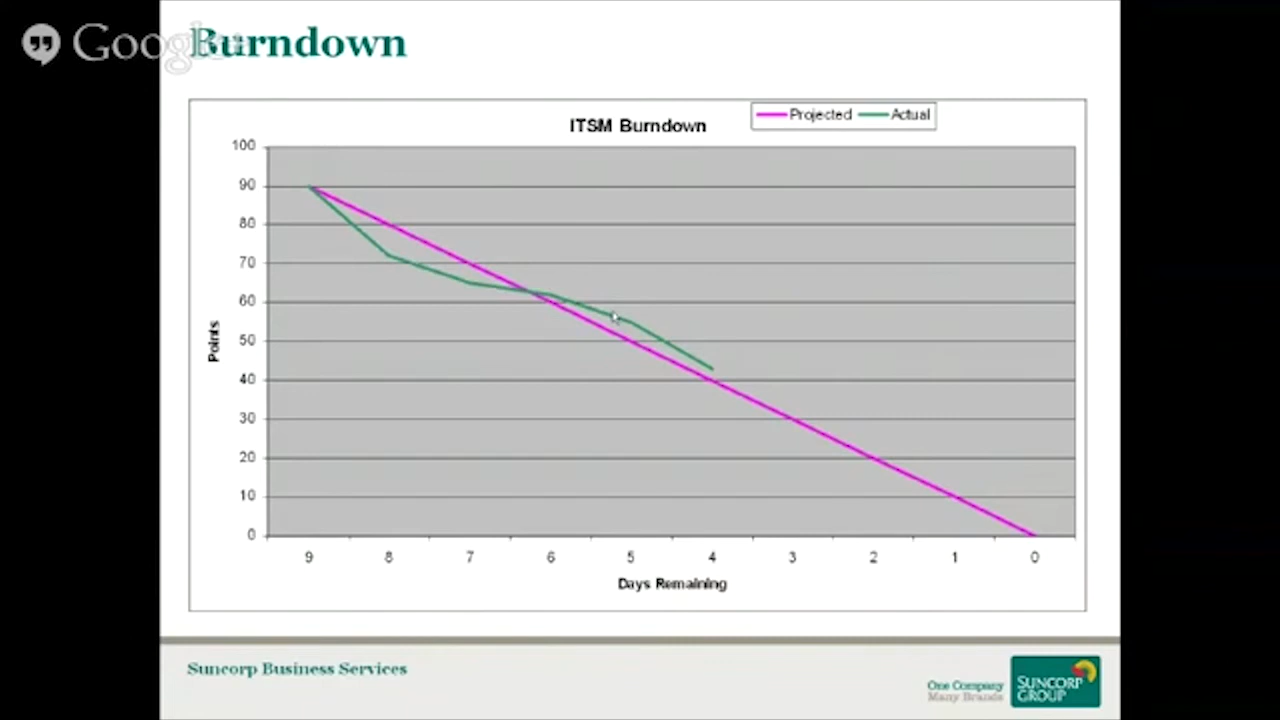 Google+
Burndown
ITSM Burndown
Projected Actual
100
90
80
70
60
50
40
30
20
10
0
Points
9 8 7 6 5 4 3 2 1 0
Days Remaining
Suncorp Business Services
One Company
Many Brands
SUNCORP
GROUP